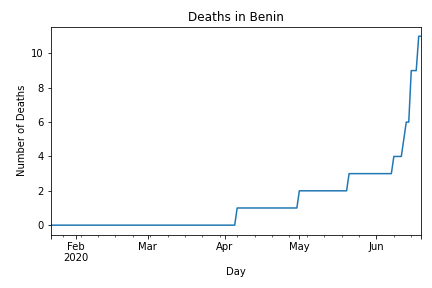 Deaths in Benin
Number of Deaths
10
8
6
4
2
0
Feb
2020
Mar
Apr
May
Jun
Day